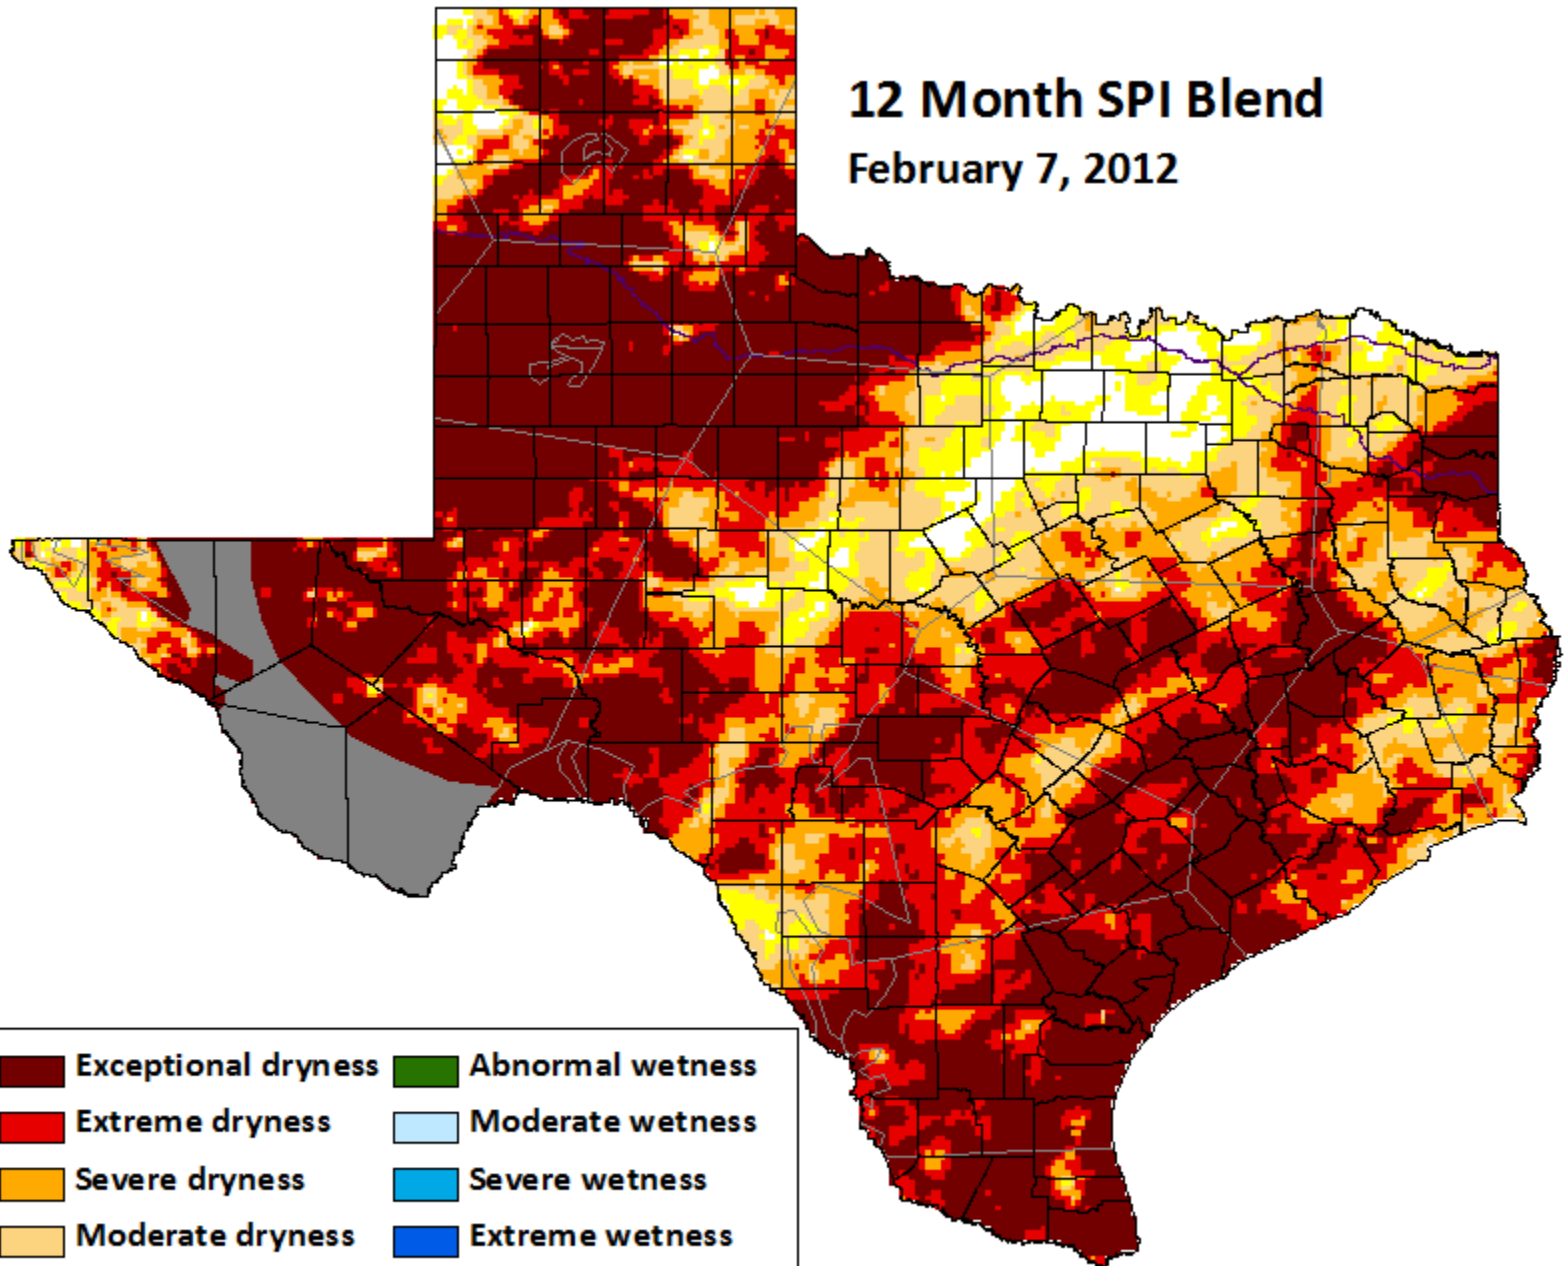 12 Month SPI Blend
February 7, 2012
Exceptional dryness
Abnormal wetness
Extreme dryness
Moderate wetness
Severe dryness
Severe wetness
Moderate dryness
Extreme wetness